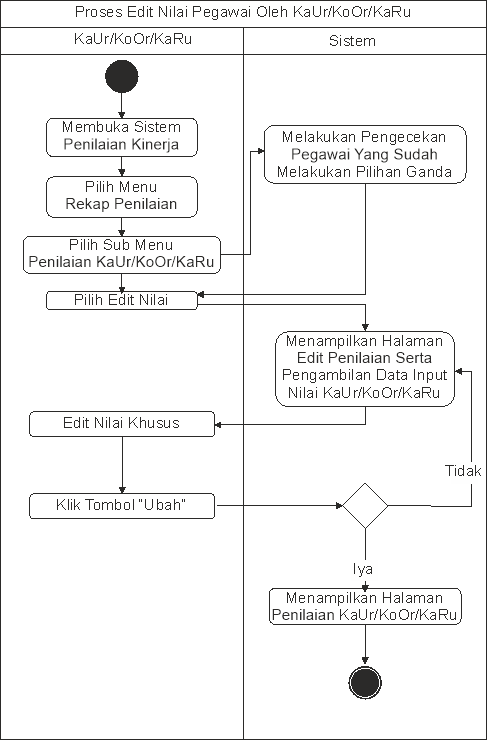 Proses Edit Nilai Pegawai Oleh KaUr/KoOr/KaRu
KaUr/KoOr/KaRu
Sistem
Membuka Sistem
Penilaian Kinerja
Melakukan Pengecekan
Pegawai Yang Sudah
Melakukan Pilihan Ganda
Pilih Menu
Rekap Penilaian
Pilih Sub Menu
Penilaian KaUr/KoOr/KaRu
Pilih Edit Nilai
Menampilkan Halaman
Edit Penilaian Serta
Pengambilan Data Input
Nilai KaUr/KoOr/KaRu
Edit Nilai Khusus
Tidak
Klik Tombol "Ubah"
Iya
Menampilkan Halaman
Penilaian KaUr/KoOr/KaRu